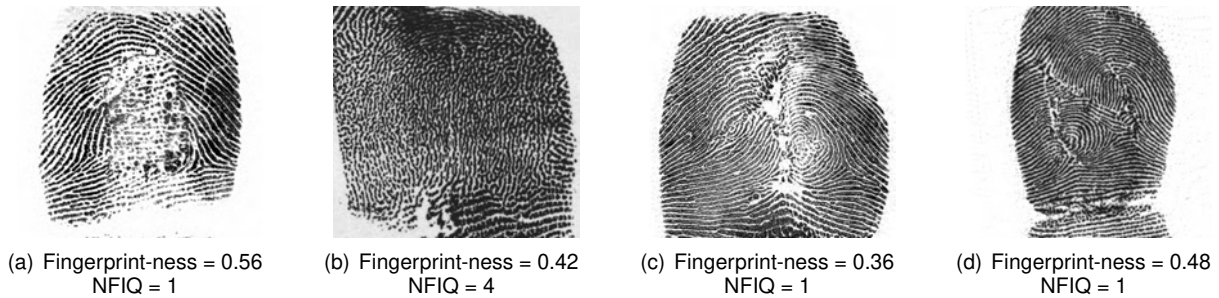 (a) Fingerprint-ness = 0.56
NFIQ = 1
(b) Fingerprint-ness = 0.42
NFIQ = 4
(c) Fingerprint-ness = 0.36
NFIQ = 1
(d) Fingerprint-ness = 0.48
NFIQ = 1